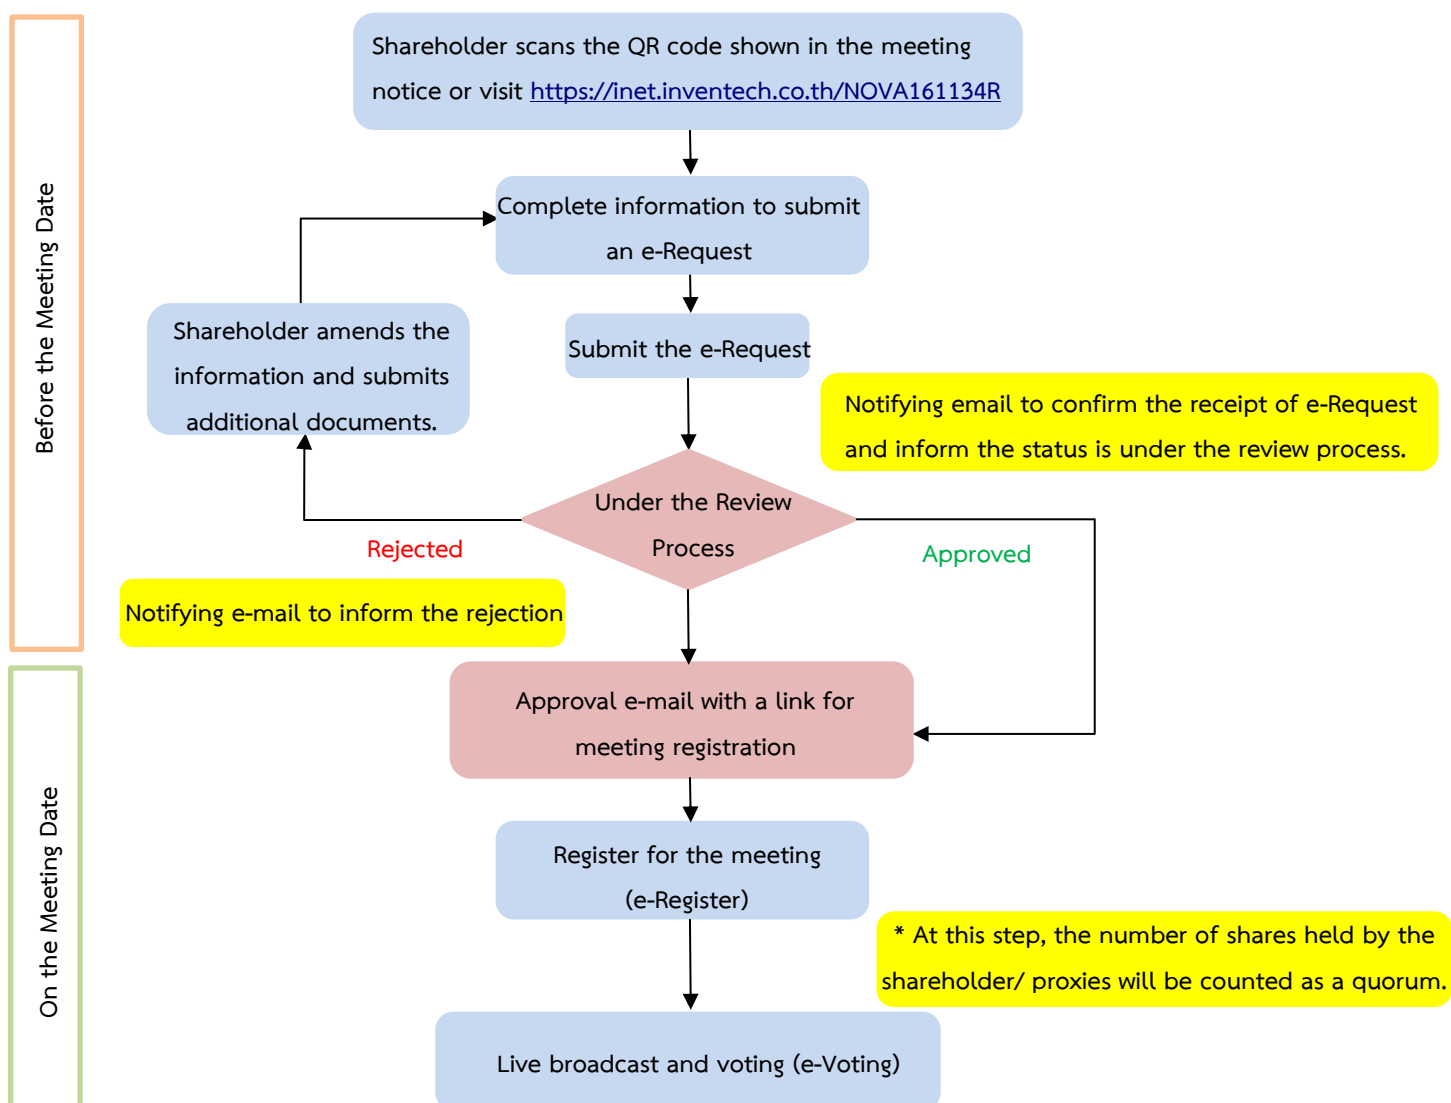 Shareholder scans the QR code shown in the meeting
notice or visit https://inet.inventech.co.th/NOVA161134R
Before the Meeting Date
Complete information to submit
an e-Request
Shareholder amends the
information and submits
additional documents.
Submit the e-Request
Notifying email to confirm the receipt of e-Request
and inform the status is under the review process.
Under the Review
Process
Rejected
Approved
Notifying e-mail to inform the rejection
On the Meeting Date
Approval e-mail with a link for
meeting registration
Register for the meeting
(e-Register)
* At this step, the number of shares held by the
shareholder/ proxies will be counted as a quorum.
Live broadcast and voting (e-Voting)